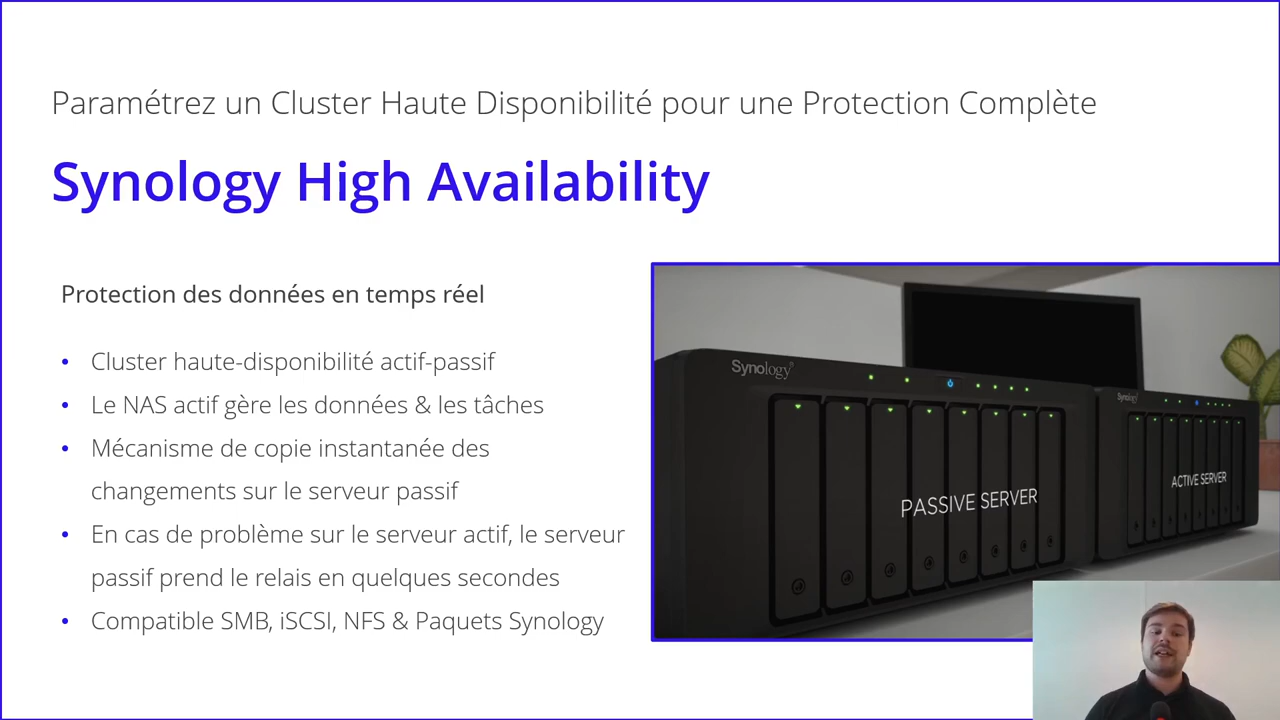 Paramétrez un Cluster Haute Disponibilité pour une Protection Complète
Synology High Availability
Protection des données en temps réel
• Cluster haute-disponibilité actif-passif
• Le NAS actif gère les données & les tâches
• Mécanisme de copie instantanée des
changements sur le serveur passif
• En cas de problème sur le serveur actif, le serveur
passif prend le relais en quelques secondes
• Compatible SMB, iSCSI, NFS & Paquets Synology
Synology
PASSIVE SERVER
Synology
ACTIVE SERVER